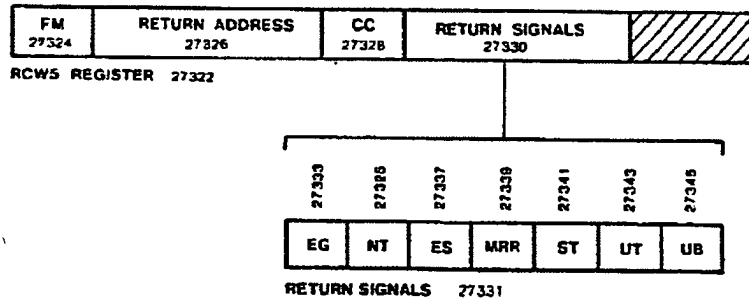 FM RETURN ADDRESS CC RETURN SIGNALS
27324 27326 27328 27330
RCWS REGISTER 27322
27333 27335 27337 27339 27341 27343 27345
EG NT ES MRR ST UT UB
RETURN SIGNALS 27331